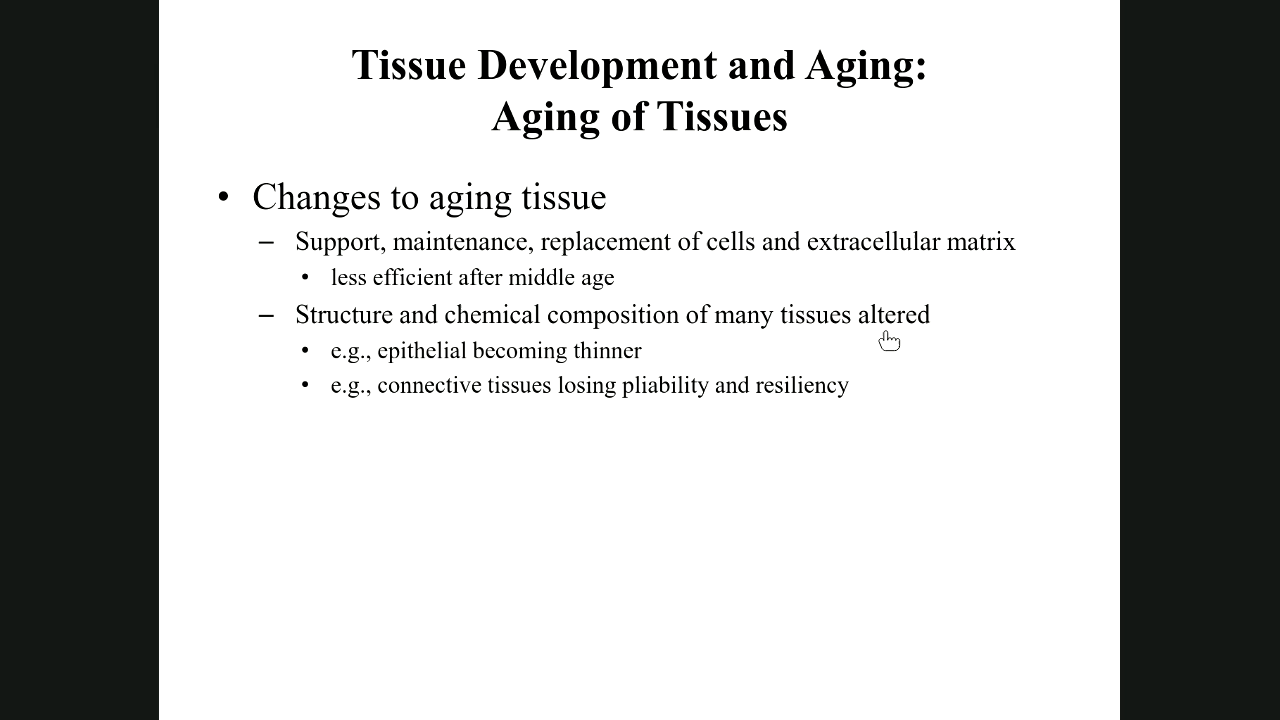 Tissue Development and Aging:
Aging of Tissues
• Changes to aging tissue
– Support, maintenance, replacement of cells and extracellular matrix
• less efficient after middle age
– Structure and chemical composition of many tissues altered
• e.g., epithelial becoming thinner
• e.g., connective tissues losing pliability and resiliency